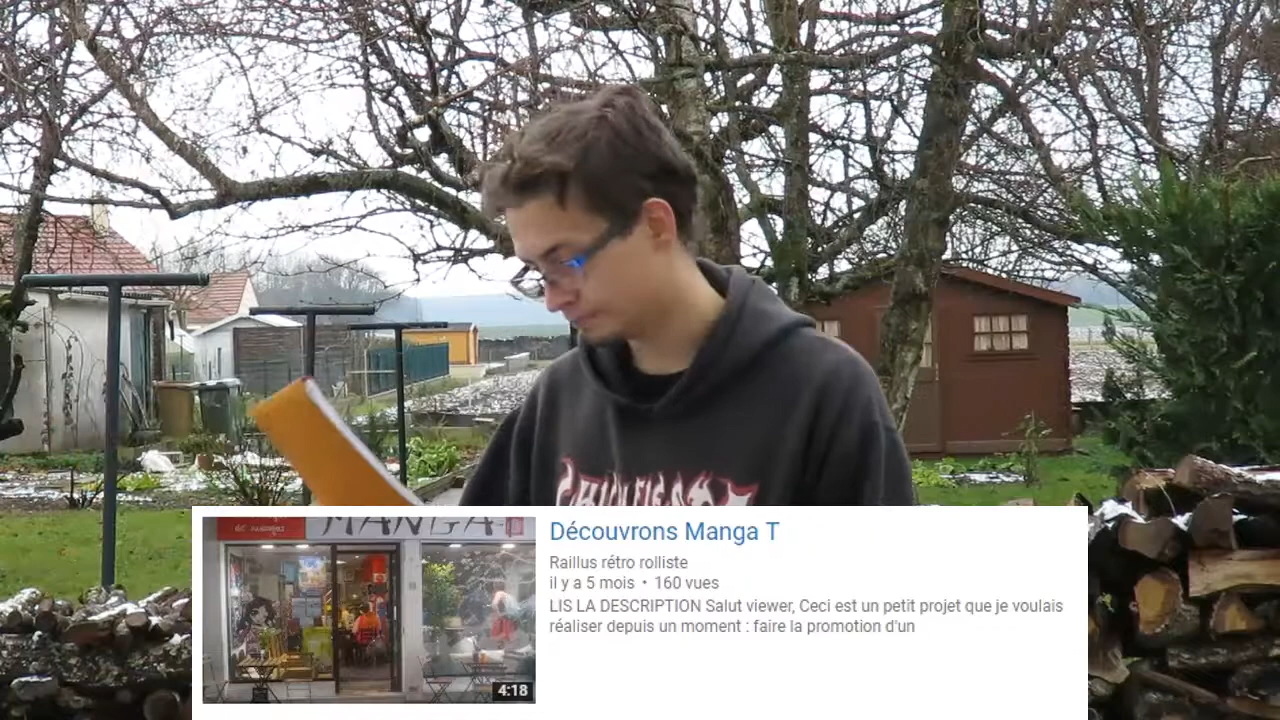 MANGA
Découvrons Manga T
Raillus rétro rolliste
il y a 5 mois • 160 vues
LIS LA DESCRIPTION Salut viewer, Ceci est un petit projet que je voulais
réaliser depuis un moment : faire la promotion d'un
4:18